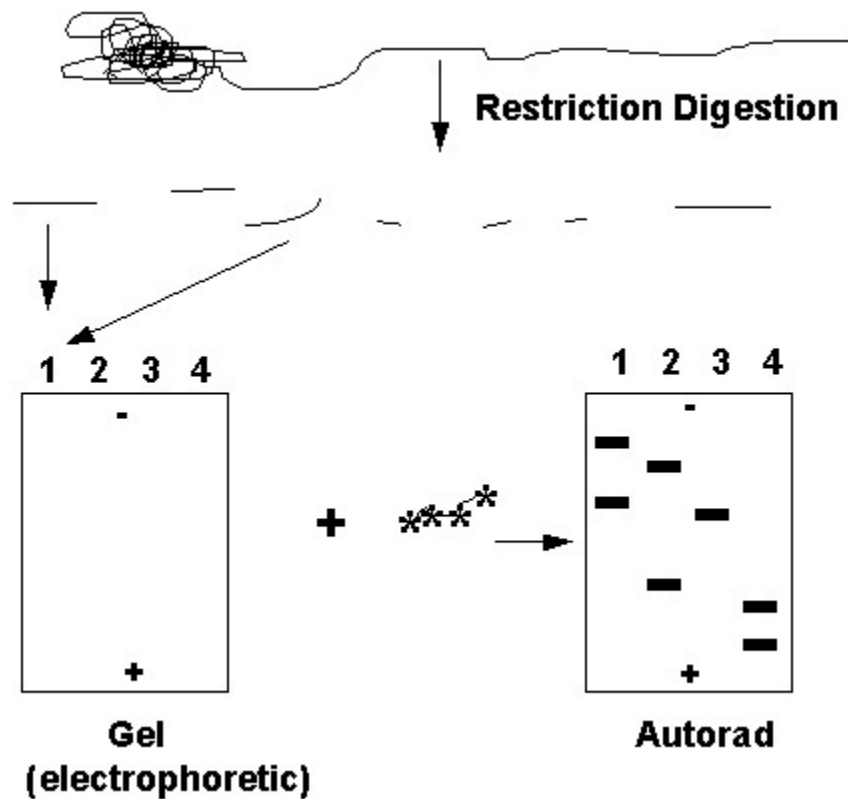 Restriction Digestion
1 2 3 4
-
+
+
* * * *
1 2 3 4
-
+
Gel
(electrophoretic)
Autorad